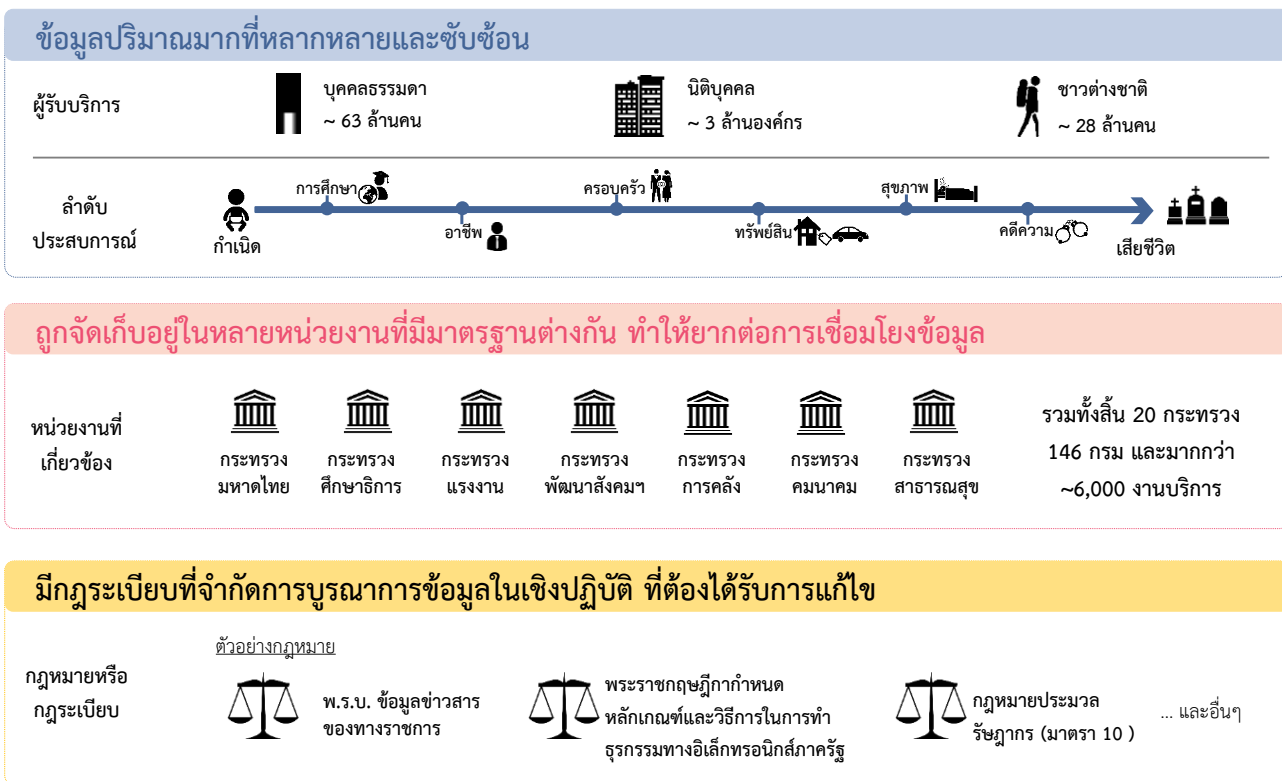 ข้อมูลปริมาณมากที่หลากหลายและซับซ้อน
ผู้รับบริการ
บุคคลธรรมดา
~ 63 ล้านคน
นิติบุคคล
~ 3 ล้านองค์กร
ชาวต่างชาติ
~ 28 ล้านคน
ลำดับ
ประสบการณ์
กำเนิด
การศึกษา
อาชีพ
ครอบครัว
ทรัพย์สิน
สุขภาพ
คดีความ
เสียชีวิต
ถูกจัดเก็บอยู่ในหลายหน่วยงานที่มีมาตรฐานต่างกัน ทำให้ยากต่อการเชื่อมโยงข้อมูล
หน่วยงานที่
เกี่ยวข้อง
กระทรวง
มหาดไทย
กระทรวง
ศึกษาธิการ
กระทรวง
แรงงาน
กระทรวง
พัฒนาสังคมฯ
กระทรวง
การคลัง
กระทรวง
คมนาคม
กระทรวง
สาธารณสุข
รวมทั้งสิ้น 20 กระทรวง
146 กรม และมากกว่า
~6,000 งานบริการ
มีกฎระเบียบที่จำกัดการบูรณาการข้อมูลในเชิงปฏิบัติ ที่ต้องได้รับการแก้ไข
กฎหมายหรือ
กฎระเบียบ
ตัวอย่างกฎหมาย
พ.ร.บ. ข้อมูลข่าวสาร
ของทางราชการ
พระราชกฤษฎีกากำหนด
หลักเกณฑ์และวิธีการในการทำ
ธุรกรรมทางอิเล็กทรอนิกส์ภาครัฐ
กฎหมายประมวล
รัษฎากร (มาตรา 10 )
... และอื่นๆ